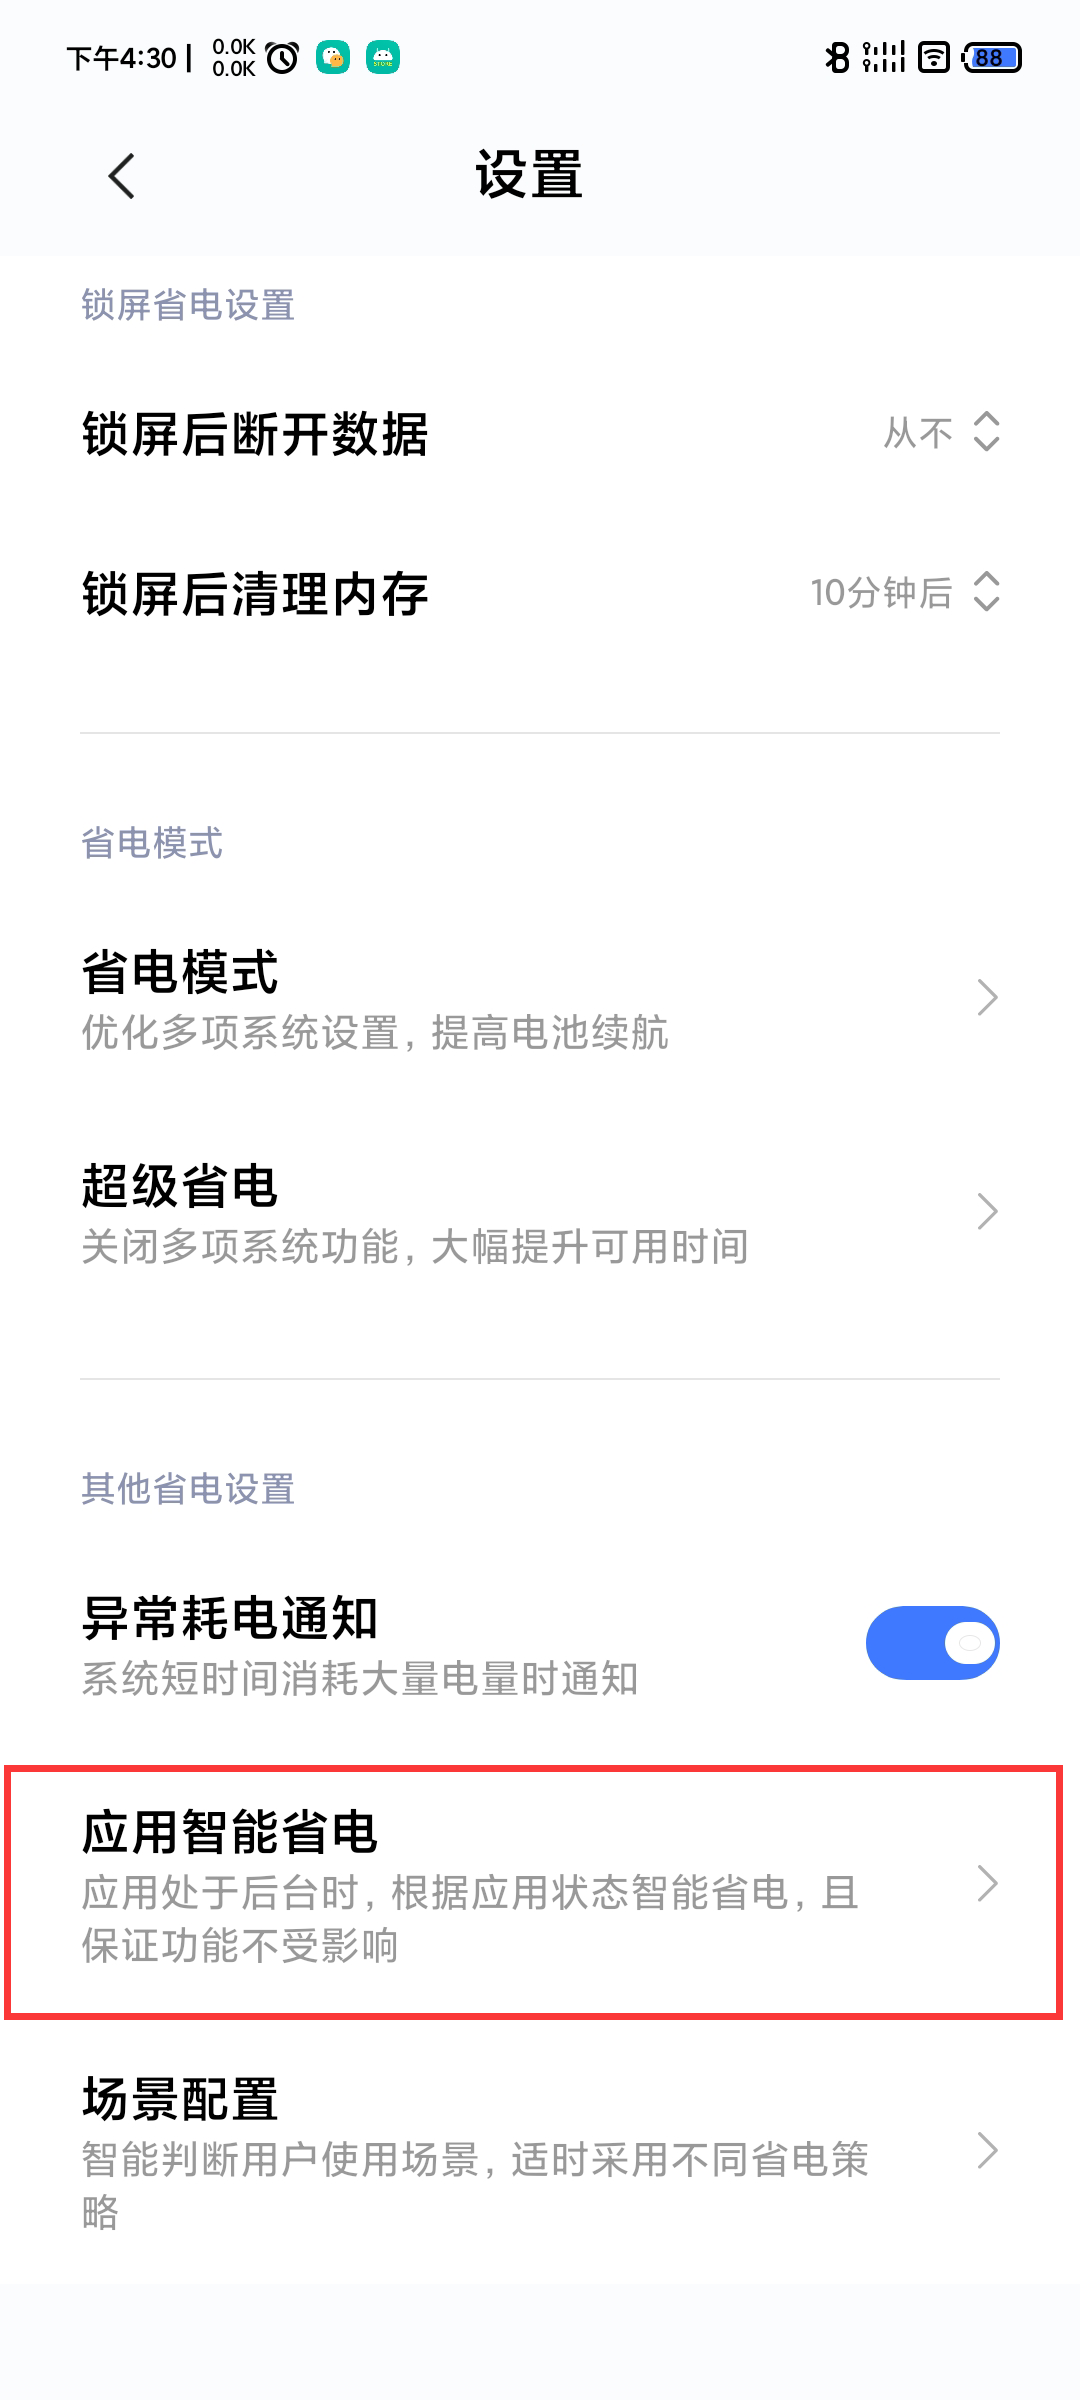 下午4:30 |
0.0K
0.0K
88
设置
锁屏省电设置
锁屏后断开数据
从不
锁屏后清理内存
10分钟后
省电模式
省电模式
优化多项系统设置，提高电池续航
超级省电
关闭多项系统功能，大幅提升可用时间
其他省电设置
异常耗电通知
系统短时间消耗大量电量时通知
应用智能省电
应用处于后台时，根据应用状态智能省电，且
保证功能不受影响
场景配置
智能判断用户使用场景，适时采用不同省电策
略